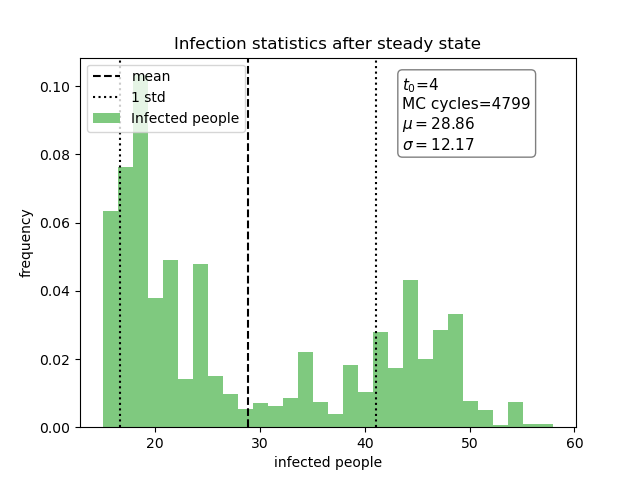 Infection statistics after steady state
mean
1 std
Infected people
t₀=4
MC cycles=4799
μ = 28.86
σ = 12.17
frequency
0.10
0.08
0.06
0.04
0.02
0.00
20 30 40 50 60
infected people